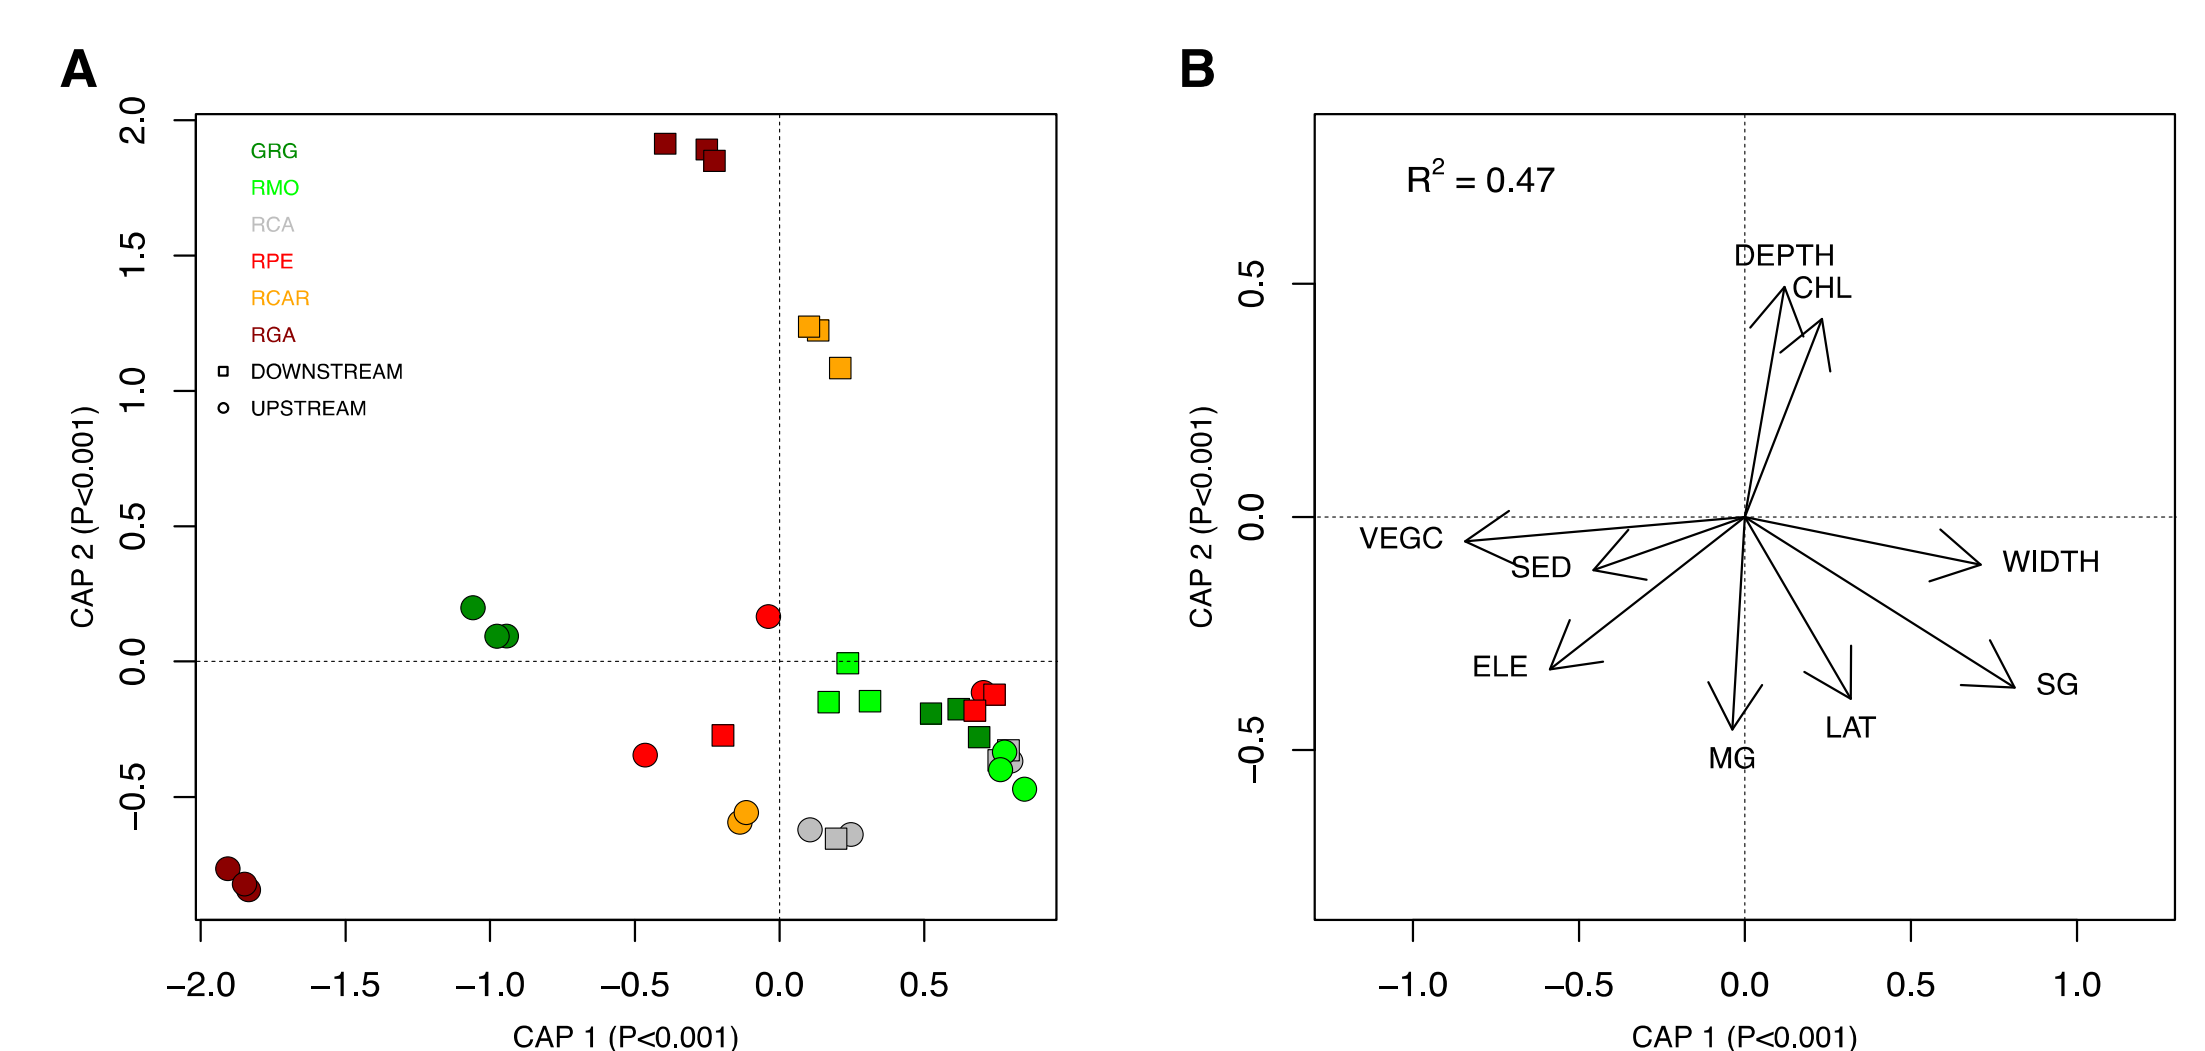 A
2.0
1.5
1.0
0.5
0.0
−0.5
CAP 2 (P<0.001)
GRG
RMO
RCA
RPE
RCAR
RGA
DOWNSTREAM
UPSTREAM
−2.0 −1.5 −1.0 −0.5 0.0 0.5
CAP 1 (P<0.001)
B
R² = 0.47
0.5
0.0
−0.5
CAP 2 (P<0.001)
DEPTH
CHL
VEGC
SED
WIDTH
ELE
SG
LAT
MG
−1.0 −0.5 0.0 0.5 1.0
CAP 1 (P<0.001)